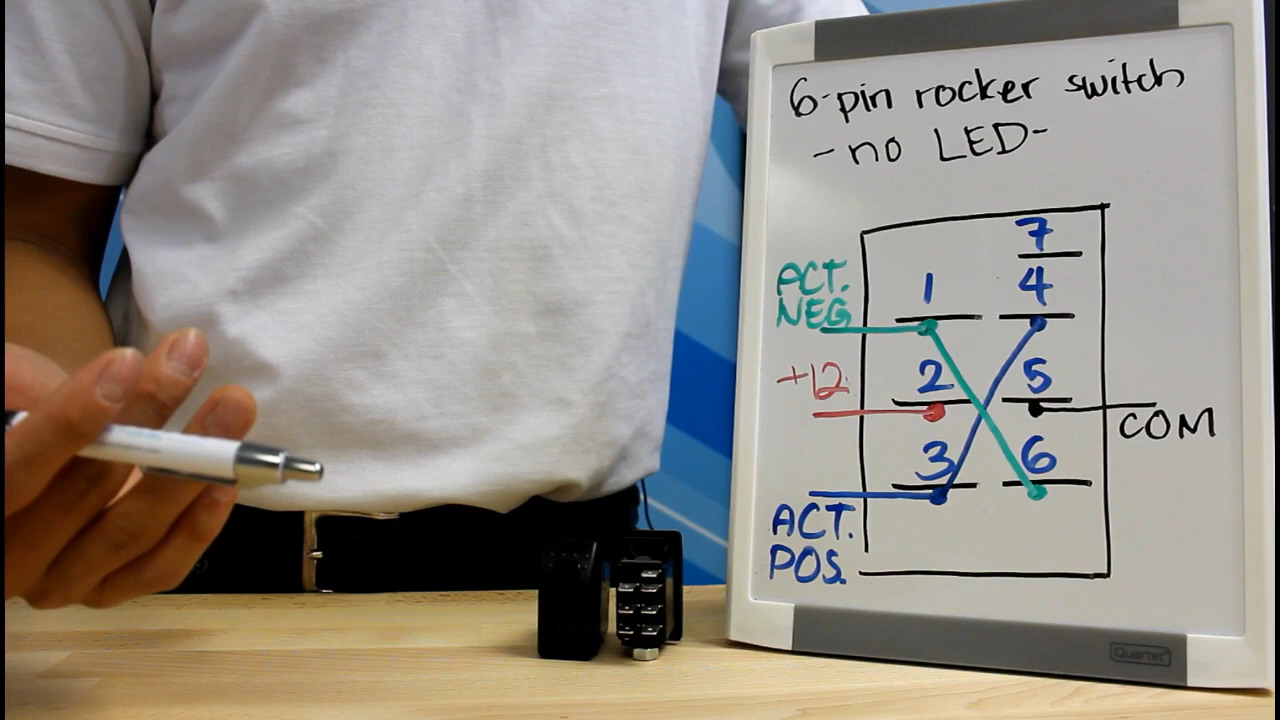 6-pin rocker switch
-no LED-
7
ACT.
NEG
1
4
+12
2
5
COM
3
6
ACT.
POS.
Quartet